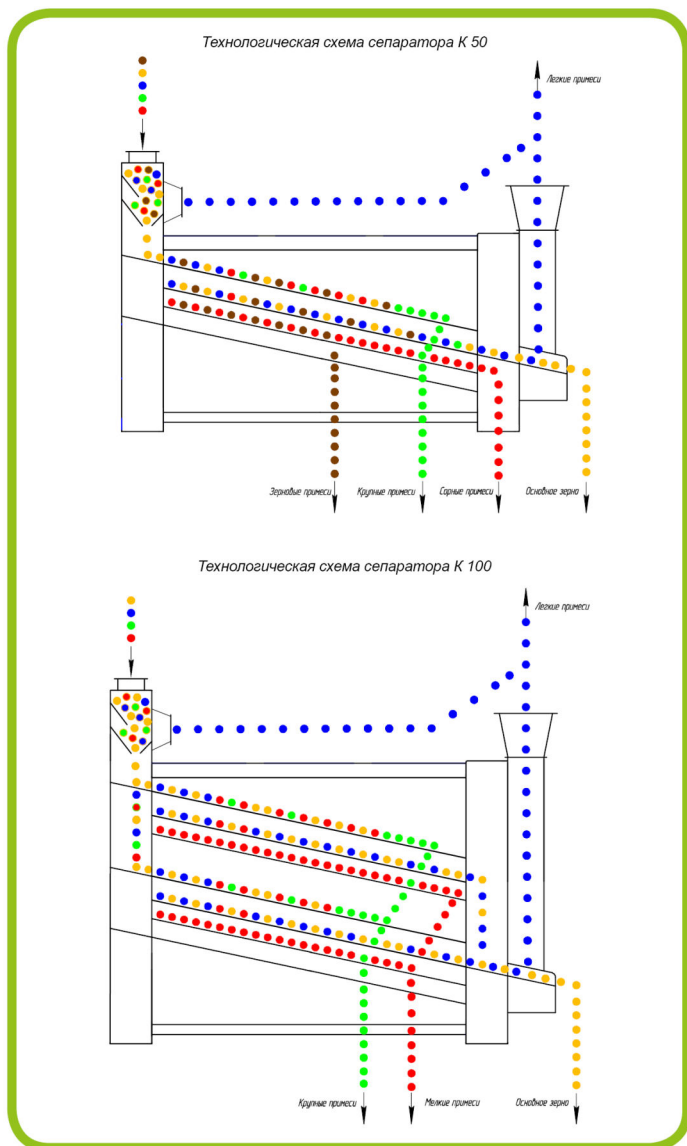 Технологическая схема сепаратора К 50
Легкие примеси
Зерновые примеси
Крупные примеси
Сорные примеси
Основное зерно
Технологическая схема сепаратора К 100
Легкие примеси
Крупные примеси
Мелкие примеси
Основное зерно